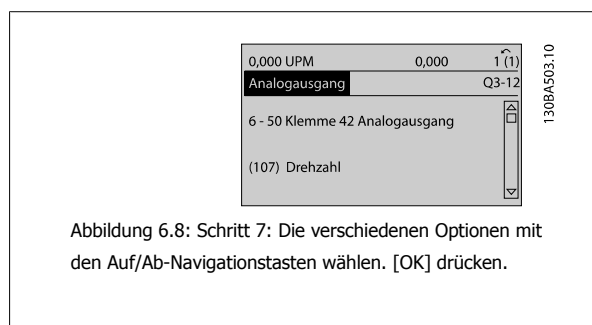 0,000 UPM 0,000 1 (1)
Analogausgang Q3-12
6 - 50 Klemme 42 Analogausgang
(107) Drehzahl
130BA503.10
Abbildung 6.8: Schritt 7: Die verschiedenen Optionen mit
den Auf/Ab-Navigationstasten wählen. [OK] drücken.